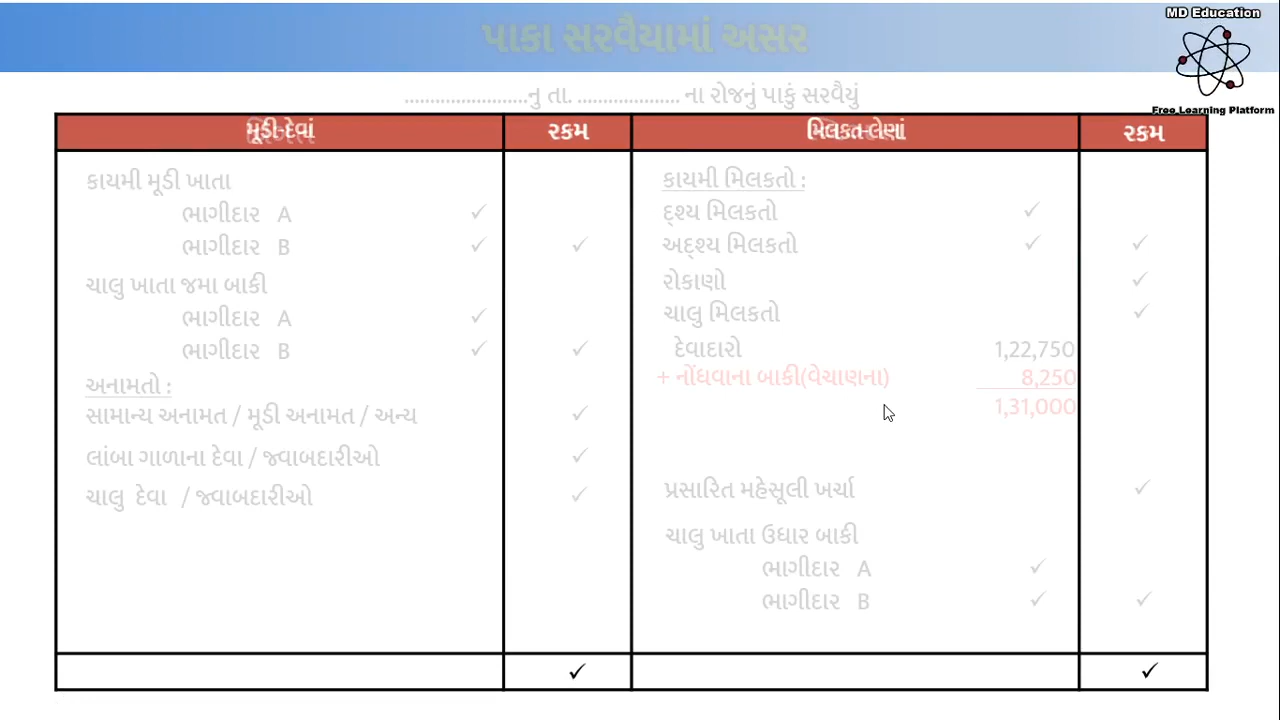 MD Education
Free Learning Platform
પાકા સરવૈયામાં અસર
........................નુ તા. .................... ના રોજનું પાકું સરવૈયું
મૂડી-દેવાં રકમ મિલકત-લેણાં રકમ
કાયમી મૂડી ખાતા
ભાગીદાર A ✓
ભાગીદાર B ✓ ✓
ચાલુ ખાતા જમા બાકી
ભાગીદાર A ✓
ભાગીદાર B ✓ ✓
અનામતો :
સામાન્ય અનામત / મૂડી અનામત / અન્ય ✓
લાંબા ગાળાના દેવા / જવાબદારીઓ ✓
ચાલુ દેવા / જવાબદારીઓ ✓
✓
કાયમી મિલકતો :
દ્શ્ય મિલકતો ✓
અદ્શ્ય મિલકતો ✓ ✓
રોકાણો ✓
ચાલુ મિલકતો ✓
દેવાદારો 1,22,750
+ નોંધવાના બાકી(વેચાણના) 8,250
1,31,000
પ્રસારિત મહેસૂલી ખર્ચા ✓
ચાલુ ખાતા ઉધાર બાકી
ભાગીદાર A ✓
ભાગીદાર B ✓ ✓
✓